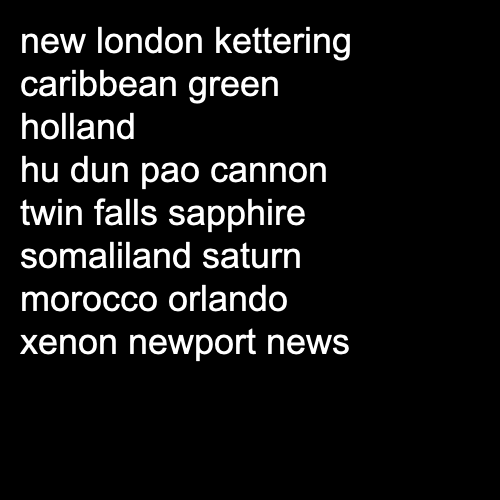 new london kettering
caribbean green
holland
hu dun pao cannon
twin falls sapphire
somaliland saturn
morocco orlando
xenon newport news